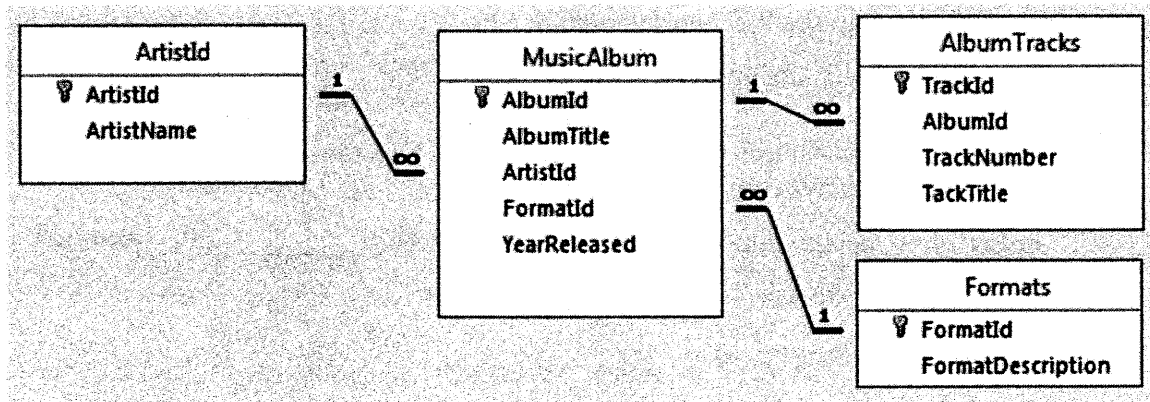 ArtistId
ArtistId
ArtistName
1
∞
MusicAlbum
AlbumId
AlbumTitle
ArtistId
FormatId
YearReleased
1
∞
∞
1
AlbumTracks
TrackId
AlbumId
TrackNumber
TackTitle
Formats
FormatId
FormatDescription